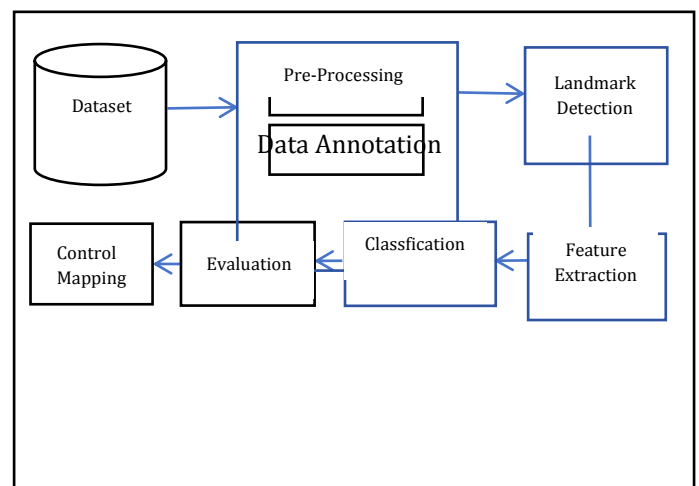 Dataset
Pre-Processing
Data Annotation
Landmark
Detection
Control
Mapping
Evaluation
Classfication
Feature
Extraction